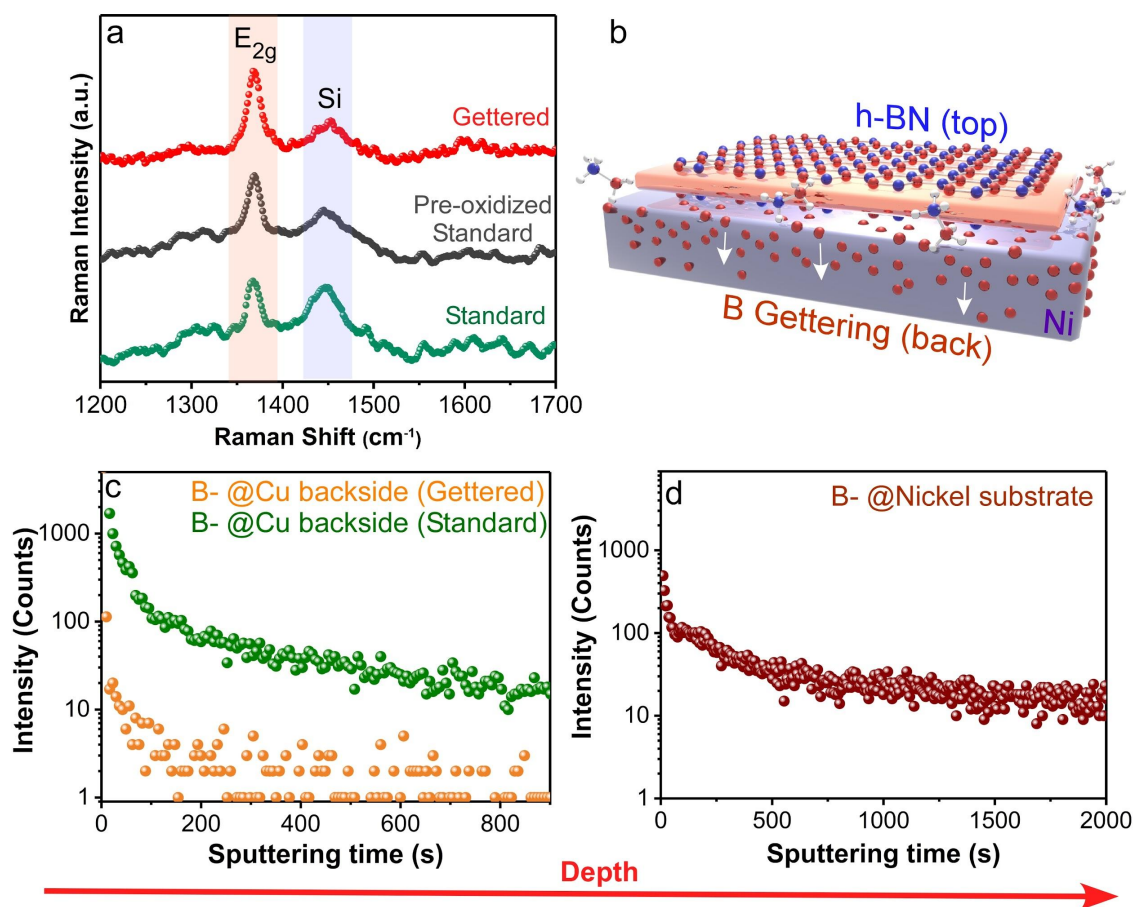 a
E2g
Si
Gettered
Pre-oxidized
Standard
Standard
Raman Intensity (a.u.)
1200 1300 1400 1500 1600 1700
Raman Shift (cm-1)
b
h-BN (top)
B Gettering (back)
Ni
c
B- @Cu backside (Gettered)
B- @Cu backside (Standard)
Intensity (Counts)
1000
100
10
1
0 200 400 600 800
Sputtering time (s)
d
B- @Nickel substrate
Intensity (Counts)
1000
100
10
1
0 500 1000 1500 2000
Sputtering time (s)
Depth